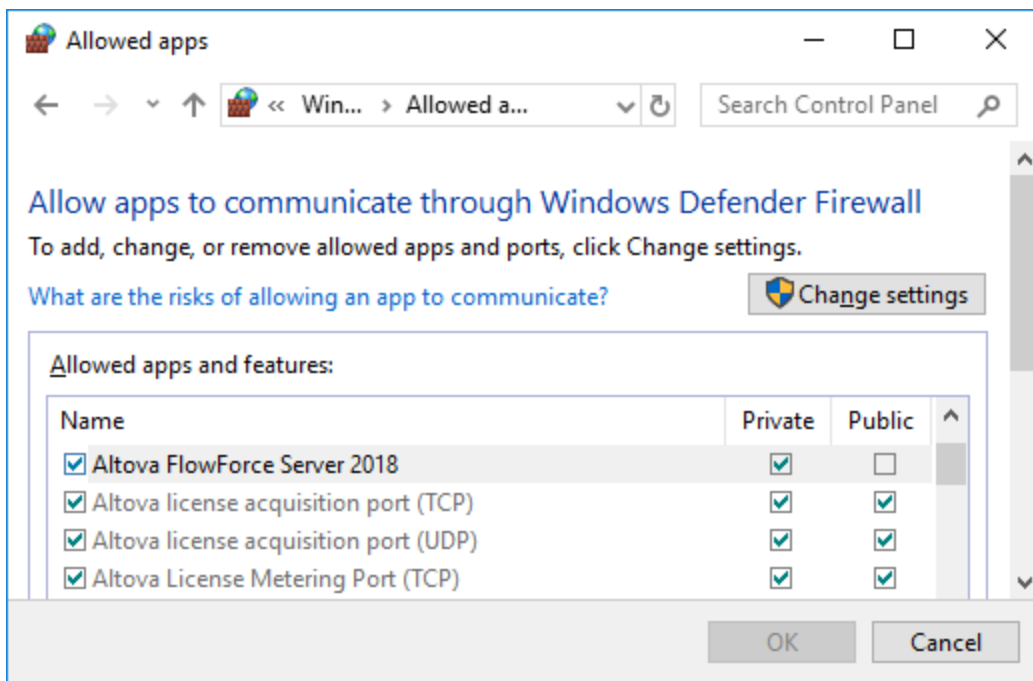 Allowed apps
« Win... › Allowed a...
Search Control Panel
Allow apps to communicate through Windows Defender Firewall
To add, change, or remove allowed apps and ports, click Change settings.
What are the risks of allowing an app to communicate?
Change settings
Allowed apps and features:
Name Private Public
Altova FlowForce Server 2018
Altova license acquisition port (TCP)
Altova license acquisition port (UDP)
Altova License Metering Port (TCP)
OK Cancel